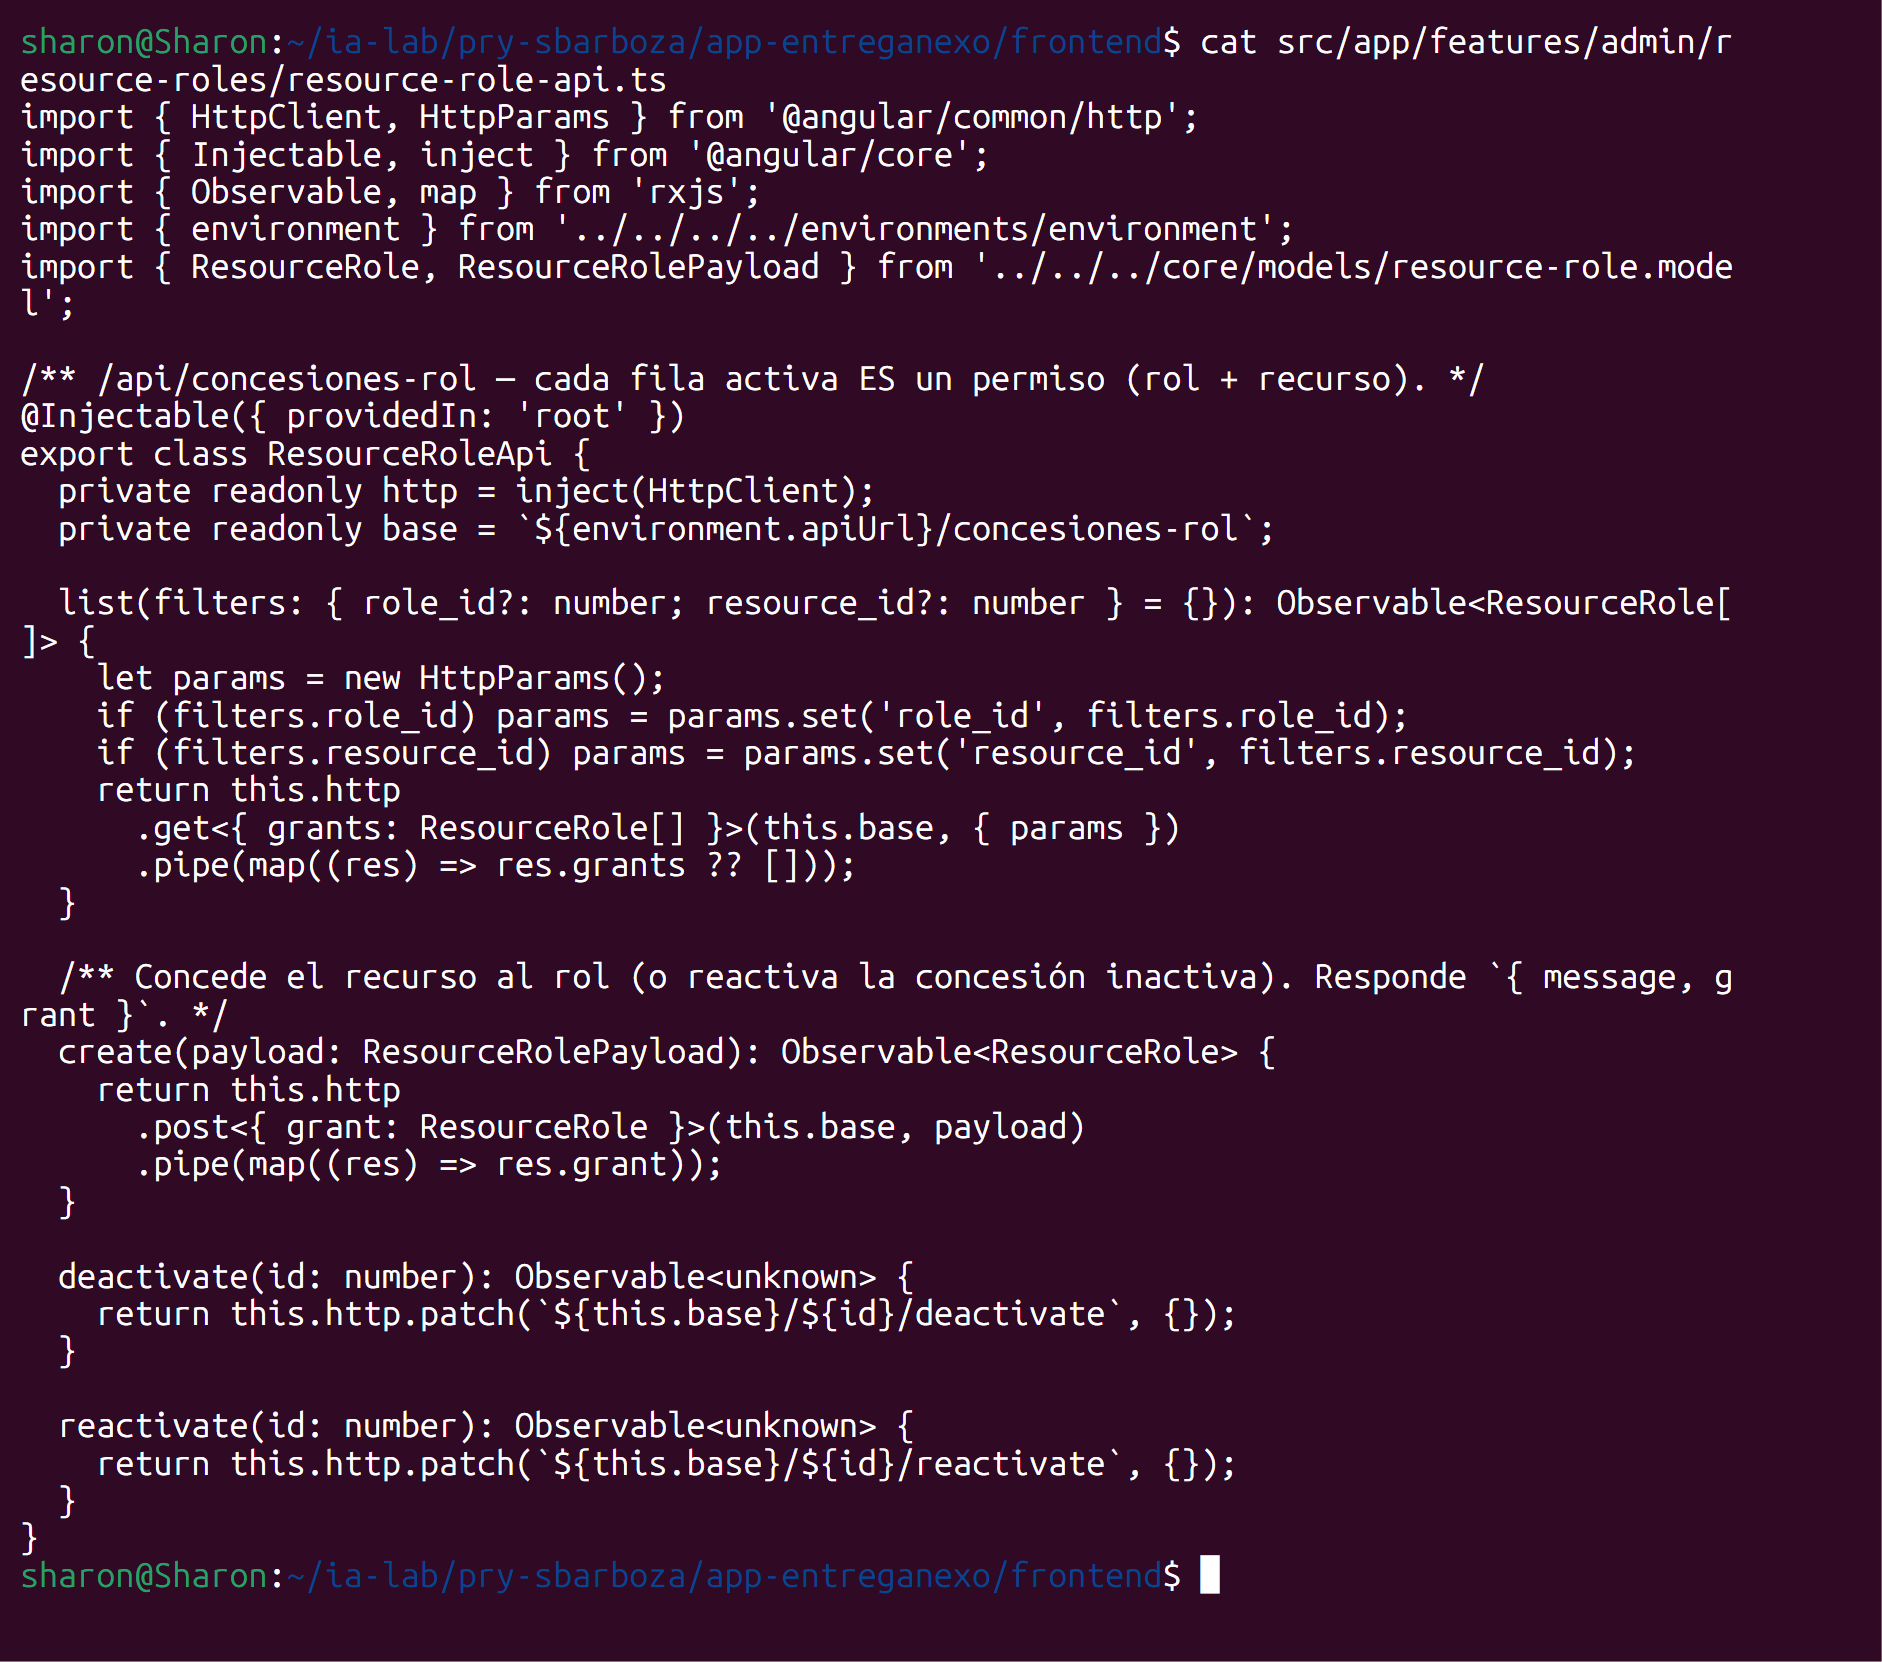 sharon@Sharon:~/ia-lab/pry-sbarboza/app-entreganexo/frontend$ cat src/app/features/admin/r
esource-roles/resource-role-api.ts
import { HttpClient, HttpParams } from '@angular/common/http';
import { Injectable, inject } from '@angular/core';
import { Observable, map } from 'rxjs';
import { environment } from '../../../../environments/environment';
import { ResourceRole, ResourceRolePayload } from '../../../core/models/resource-role.mode
l';

/** /api/concesiones-rol — cada fila activa ES un permiso (rol + recurso). */
@Injectable({ providedIn: 'root' })
export class ResourceRoleApi {
  private readonly http = inject(HttpClient);
  private readonly base = `${environment.apiUrl}/concesiones-rol`;

  list(filters: { role_id?: number; resource_id?: number } = {}): Observable<ResourceRole[
]> {
    let params = new HttpParams();
    if (filters.role_id) params = params.set('role_id', filters.role_id);
    if (filters.resource_id) params = params.set('resource_id', filters.resource_id);
    return this.http
      .get<{ grants: ResourceRole[] }>(this.base, { params })
      .pipe(map((res) => res.grants ?? []));
  }

  /** Concede el recurso al rol (o reactiva la concesión inactiva). Responde `{ message, g
rant }`. */
  create(payload: ResourceRolePayload): Observable<ResourceRole> {
    return this.http
      .post<{ grant: ResourceRole }>(this.base, payload)
      .pipe(map((res) => res.grant));
  }

  deactivate(id: number): Observable<unknown> {
    return this.http.patch(`${this.base}/${id}/deactivate`, {});
  }

  reactivate(id: number): Observable<unknown> {
    return this.http.patch(`${this.base}/${id}/reactivate`, {});
  }
}
sharon@Sharon:~/ia-lab/pry-sbarboza/app-entreganexo/frontend$